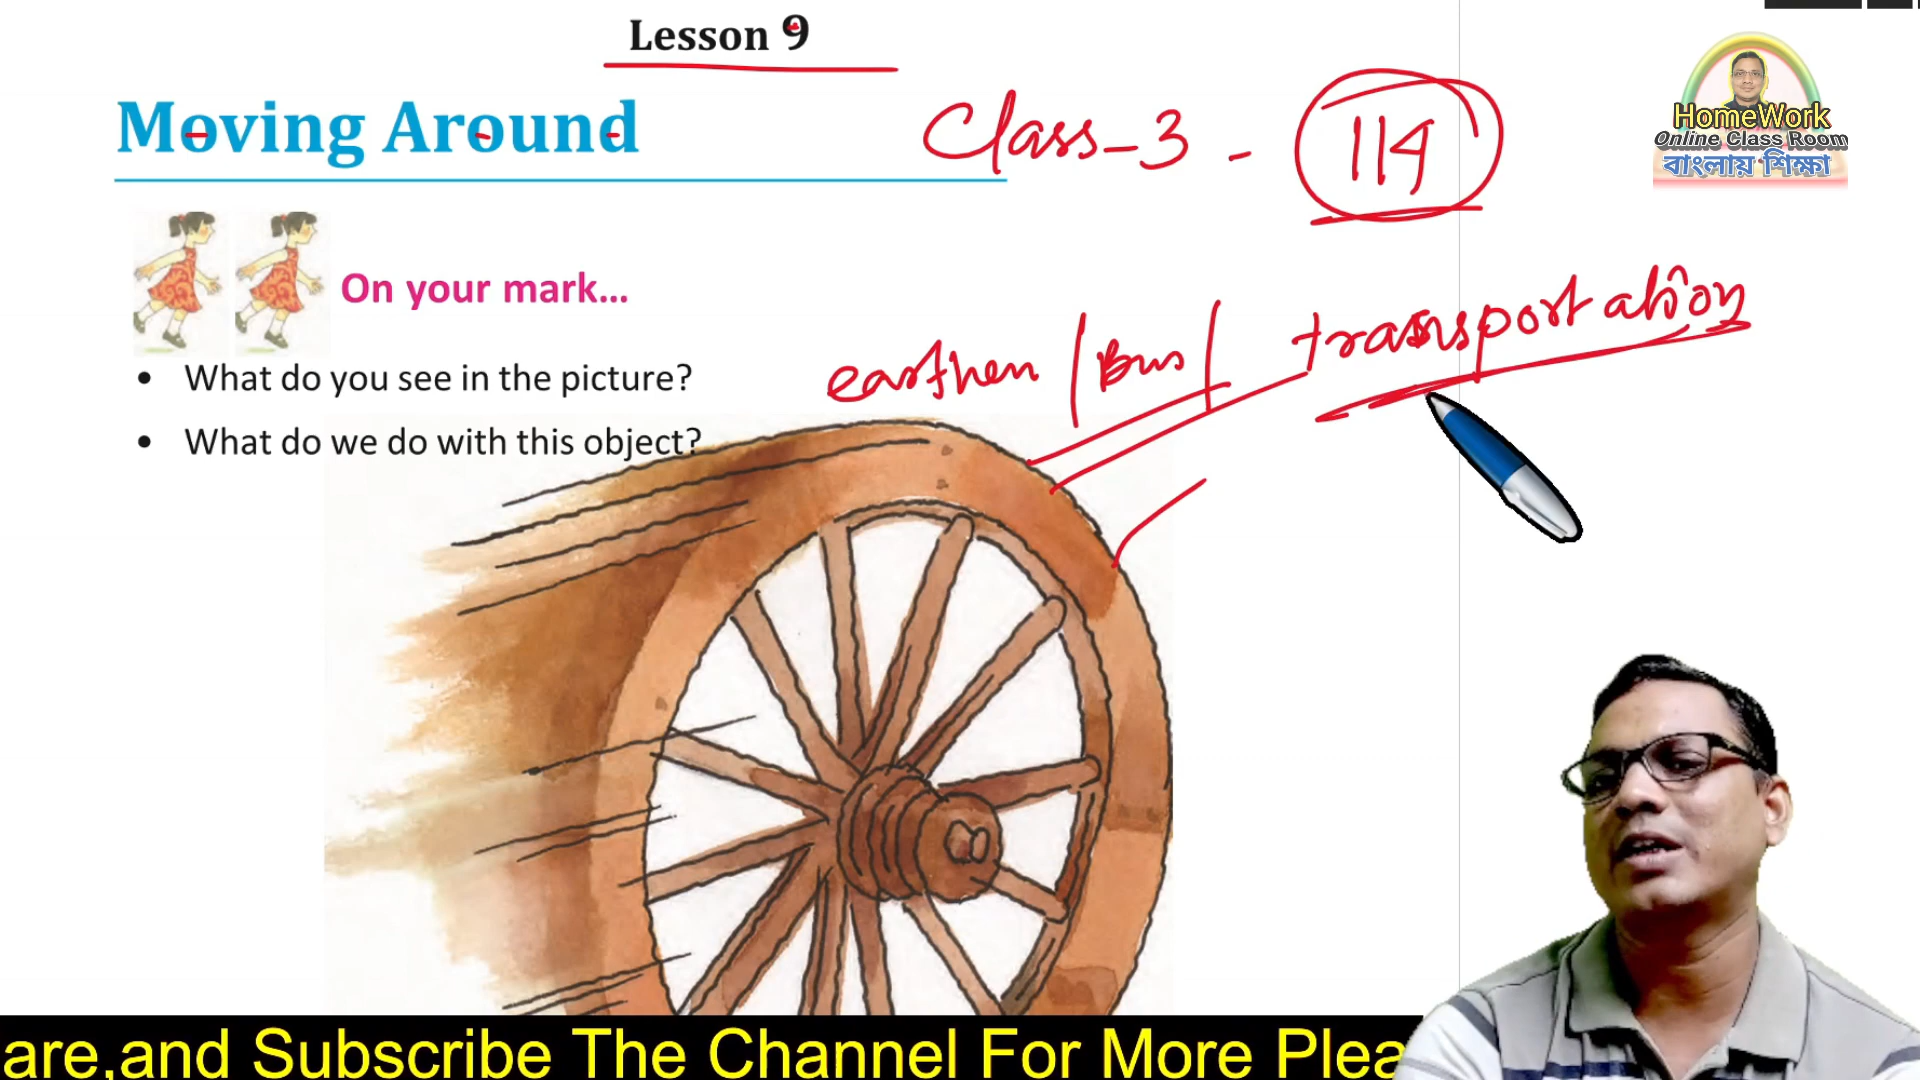 Lesson 9
Moving Around
Class-3 - 114
HomeWork
Online Class Room
বাংলায় শিক্ষা
On your mark...
earthen / Bus / transportation
• What do you see in the picture?
• What do we do with this object?
are,and Subscribe The Channel For More Plea